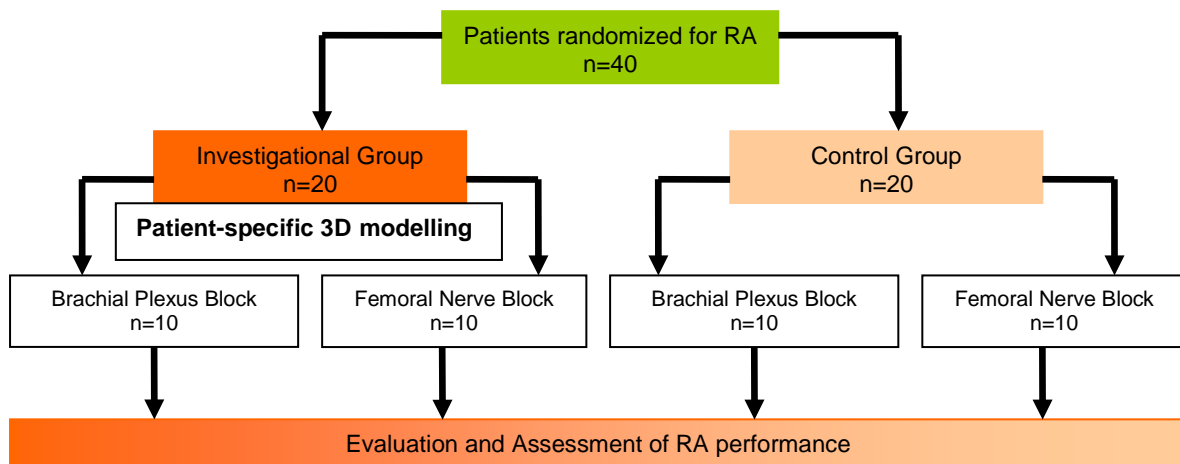 Patients randomized for RA
n=40
Investigational Group
n=20
Control Group
n=20
Patient-specific 3D modelling
Brachial Plexus Block
n=10
Femoral Nerve Block
n=10
Brachial Plexus Block
n=10
Femoral Nerve Block
n=10
Evaluation and Assessment of RA performance